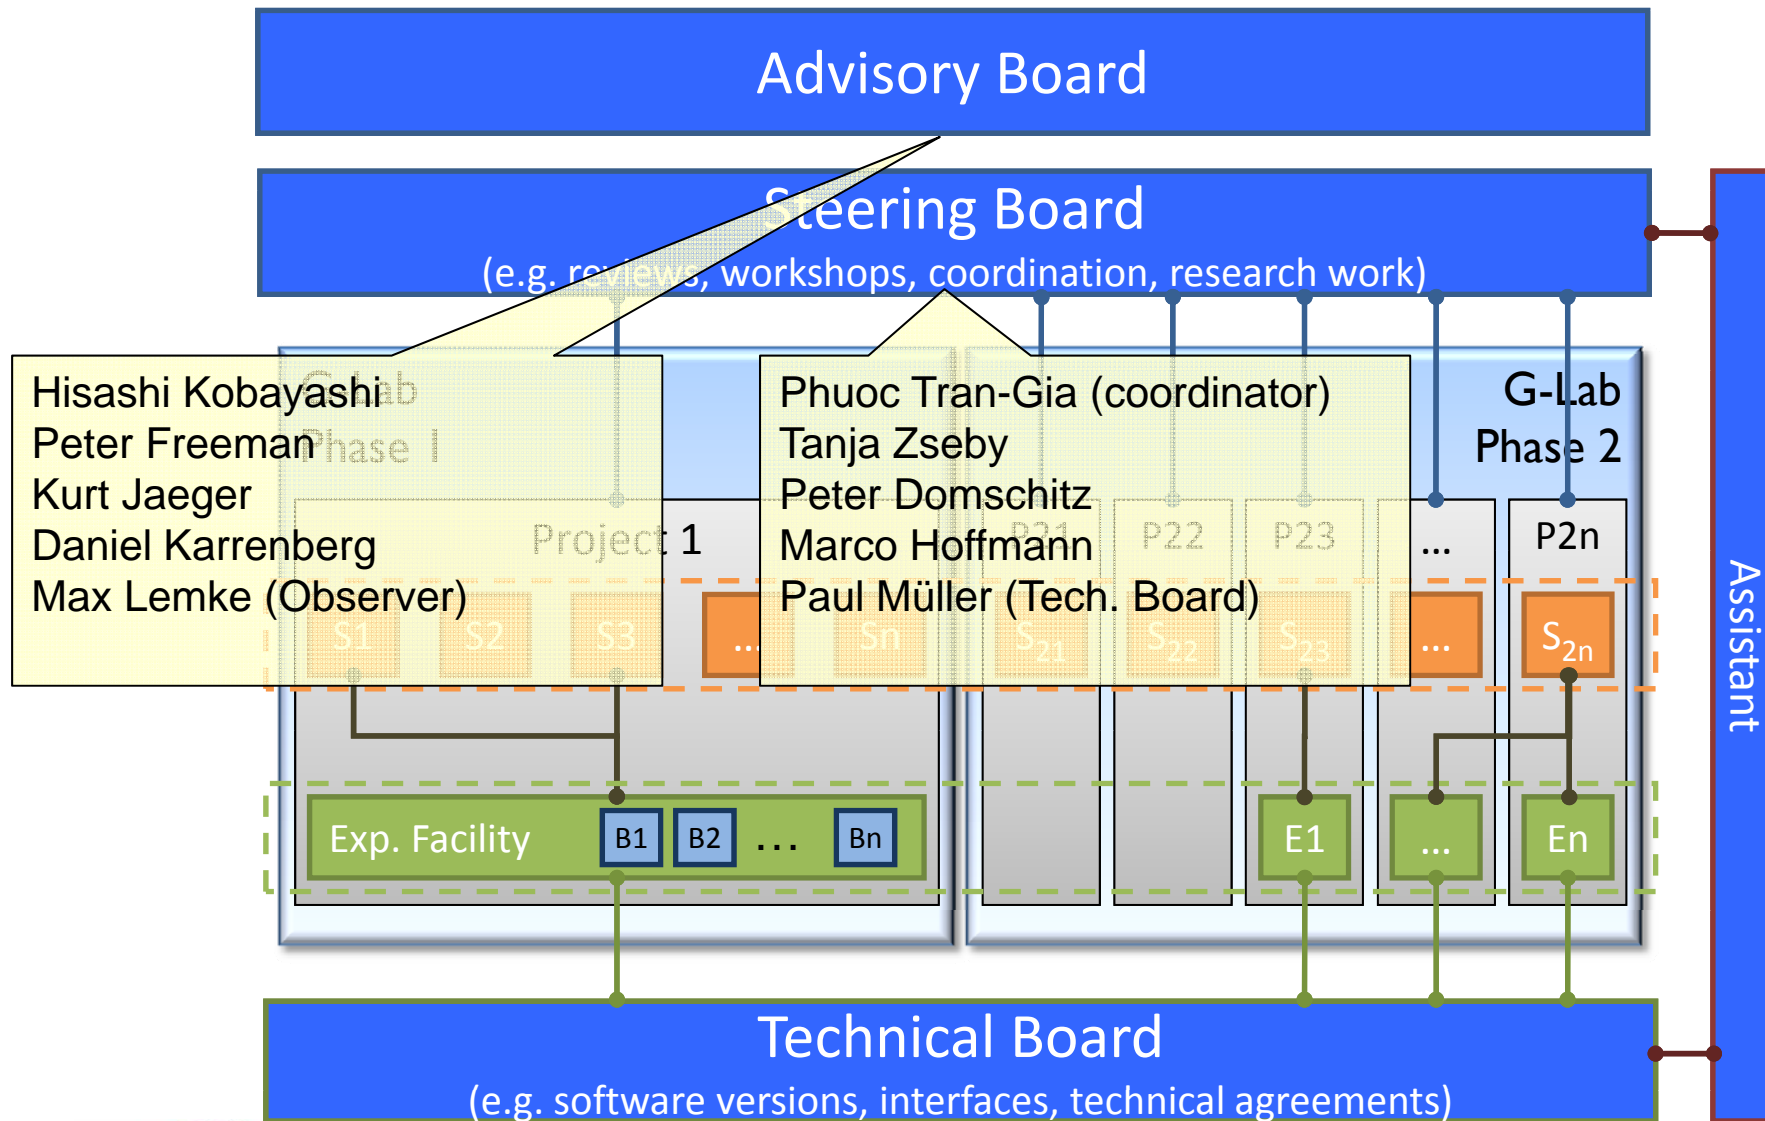 Advisory Board
Steering Board
(e.g. reviews, workshops, coordination, research work)
Hisashi Kobayashi
Peter Freeman
Kurt Jaeger
Daniel Karrenberg
Max Lemke (Observer)
Phuoc Tran-Gia (coordinator)
Tanja Zseby
Peter Domschitz
Marco Hoffmann
Paul Müller (Tech. Board)
G-Lab
Phase I
G-Lab
Phase 2
Project 1
P21
P22
P23
...
P2n
S1
S2
S3
...
Sn
S21
S22
S23
...
S2n
Exp. Facility
B1
B2
...
Bn
E1
...
En
Technical Board
(e.g. software versions, interfaces, technical agreements)
Assistant